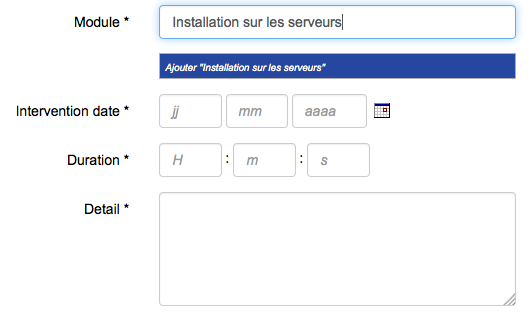 Module * Installation sur les serveurs
Ajouter "Installation sur les serveurs"
Intervention date * jj mm aaaa
Duration * H : m : s
Detail *